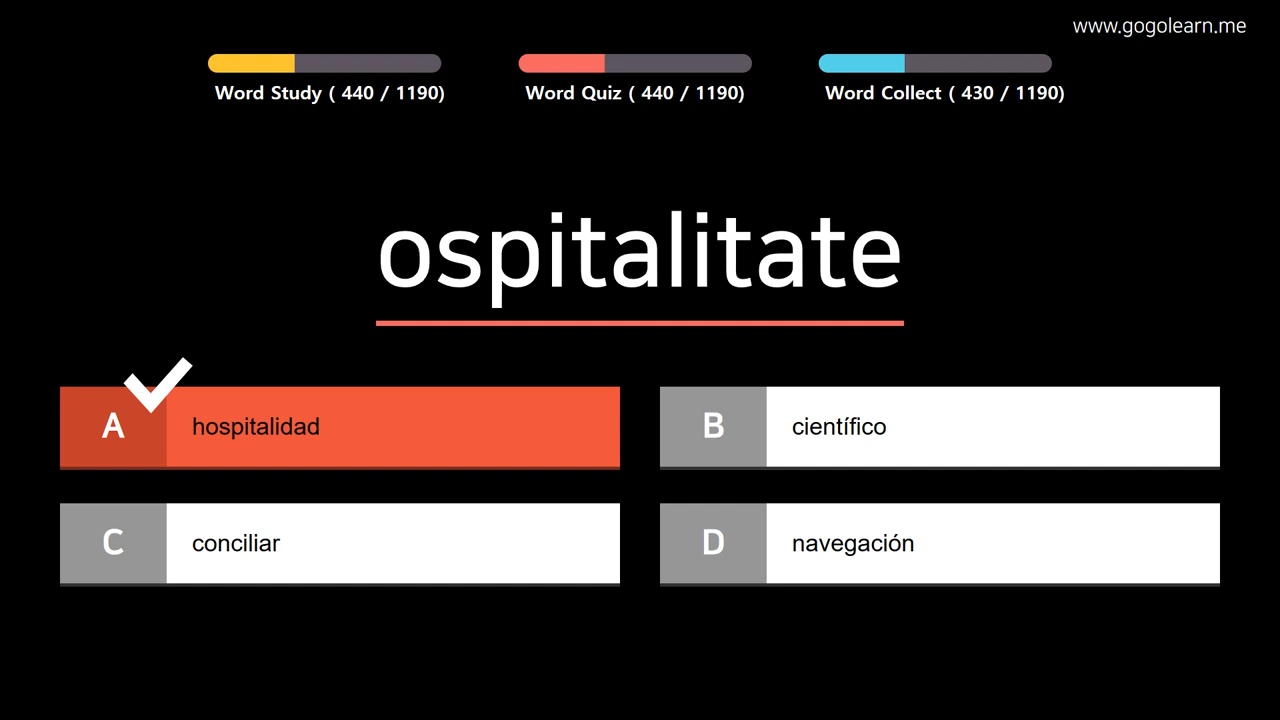 www.gogolearn.me
Word Study ( 440 / 1190)
Word Quiz ( 440 / 1190)
Word Collect ( 430 / 1190)
ospitalitate
A hospitalidad
B científico
C conciliar
D navegación